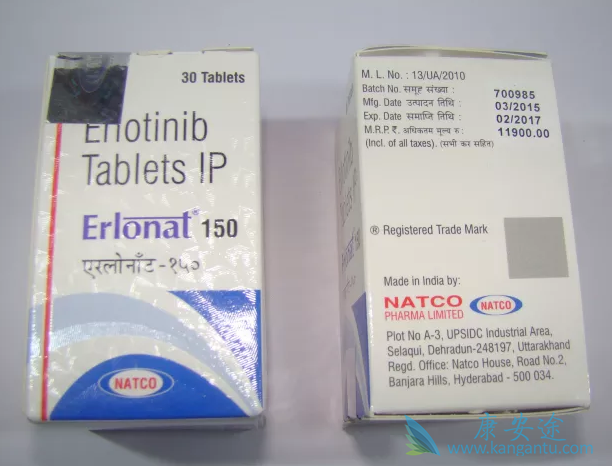 30 Tablets
Erlotinib
Tablets IP
Erlonat® 150
एरलोनॉट-१५०
NATCO
M. L. No. : 13/UA/2010
Batch No. समूह संख्या : 700985
Mfg. Date उत्पादन तिथि : 03/2015
Exp. Date समाप्ति तिथि : 02/2017
M.R.P. ₹. अधिकतम मूल्य रु : 11900.00
(Incl. of all taxes). (सभी कर सहित)
® Registered Trade Mark
Made in India by:
NATCO NATCO
PHARMA LIMITED
Plot No A-3, UPSIDC Industrial Area,
Selaqui, Dehradun-248197, Uttarakhand
Regd. Office: Natco House, Road No.2,
Banjara Hills, Hyderabad - 500 034.
康安途
www.kangantu.com